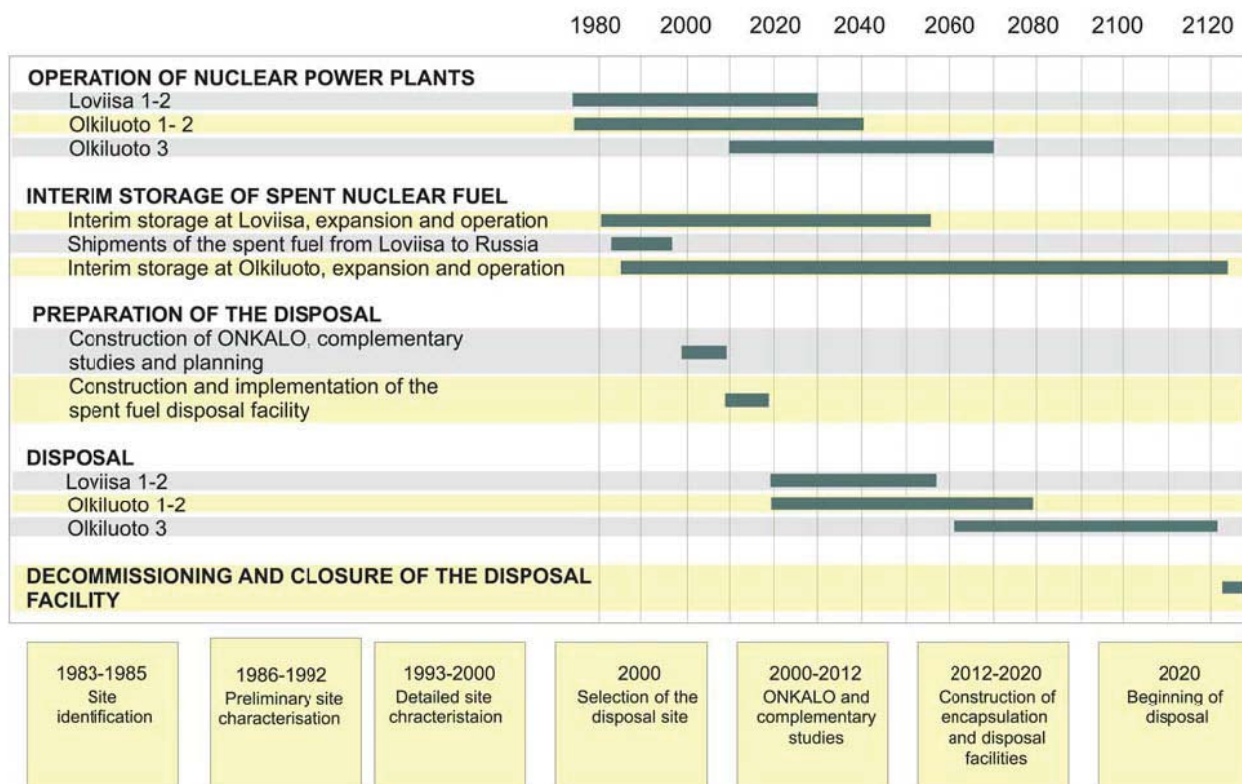 1980 2000 2020 2040 2060 2080 2100 2120
OPERATION OF NUCLEAR POWER PLANTS
Loviisa 1-2
Olkiluoto 1- 2
Olkiluoto 3
INTERIM STORAGE OF SPENT NUCLEAR FUEL
Interim storage at Loviisa, expansion and operation
Shipments of the spent fuel from Loviisa to Russia
Interim storage at Olkiluoto, expansion and operation
PREPARATION OF THE DISPOSAL
Construction of ONKALO, complementary
studies and planning
Construction and implementation of the
spent fuel disposal facility
DISPOSAL
Loviisa 1-2
Olkiluoto 1-2
Olkiluoto 3
DECOMMISSIONING AND CLOSURE OF THE DISPOSAL
FACILITY
1983-1985
Site
identification
1986-1992
Preliminary site
characterisation
1993-2000
Detailed site
chracteristaion
2000
Selection of the
disposal site
2000-2012
ONKALO and
complementary
studies
2012-2020
Construction of
encapsulation
and disposal
facilities
2020
Beginning of
disposal